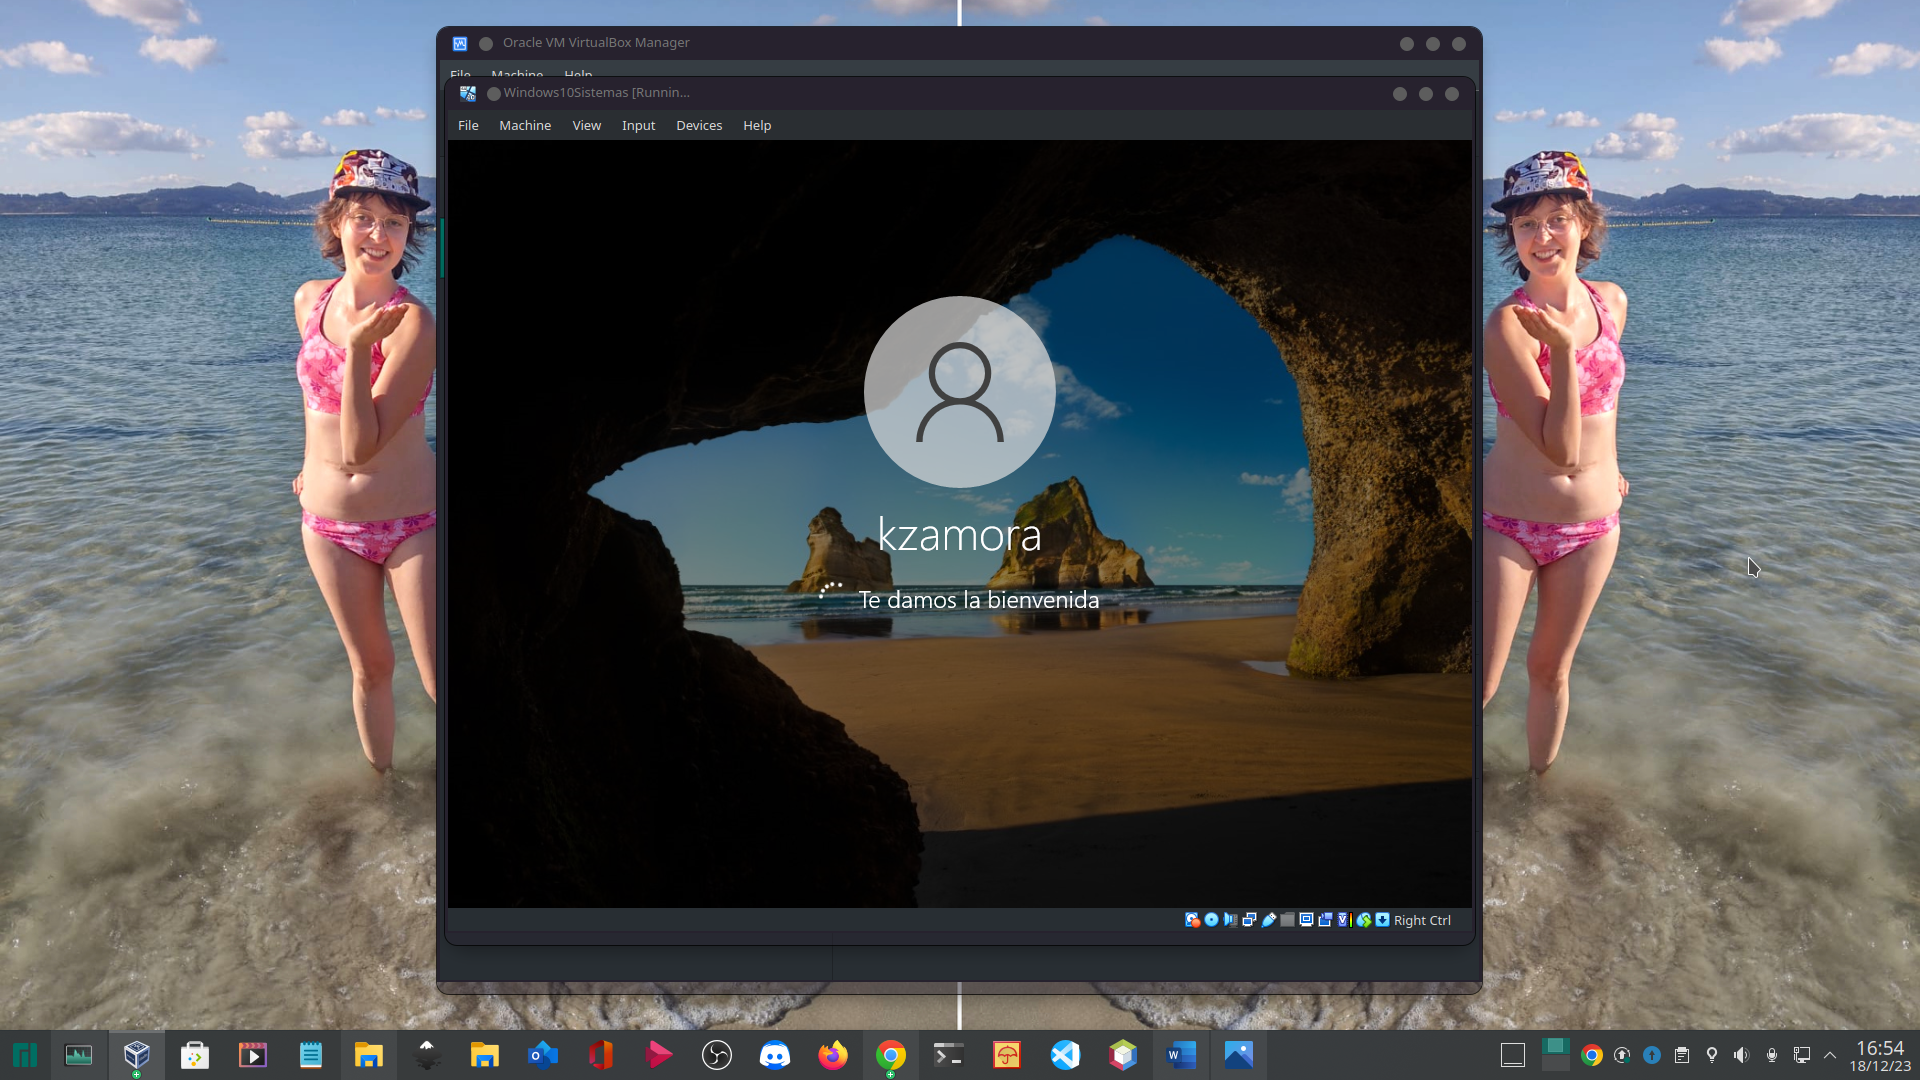 Oracle VM VirtualBox Manager
File Machine Help
Windows10Sistemas [Runnin...
File Machine View Input Devices Help
kzamora
Te damos la bienvenida
Right Ctrl
16:54
18/12/23